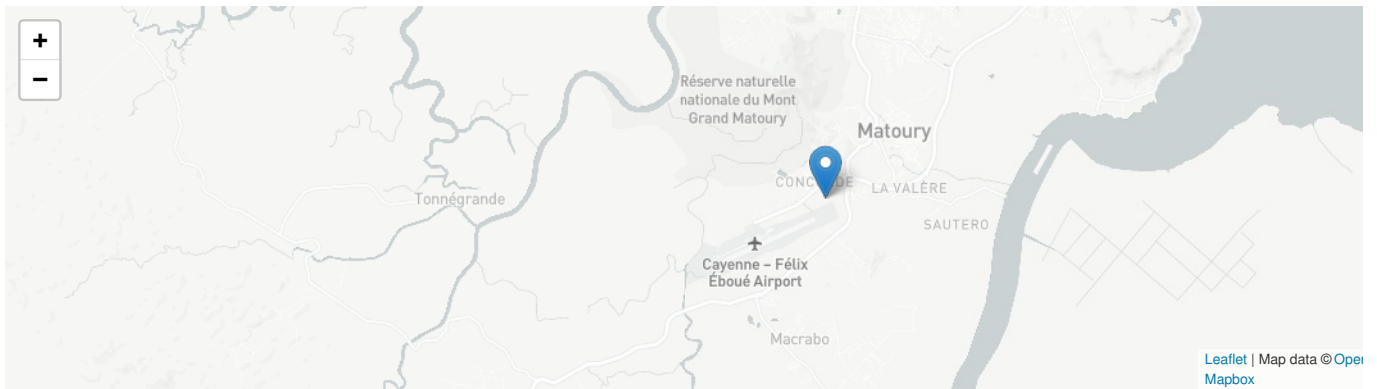 +
−
Réserve naturelle
nationale du Mont
Grand Matoury
Matoury
LA VALÈRE
Tonnégrande
SAUTERO
Cayenne – Félix
Éboué Airport
Macrabo
Leaflet | Map data ©
Mapbox